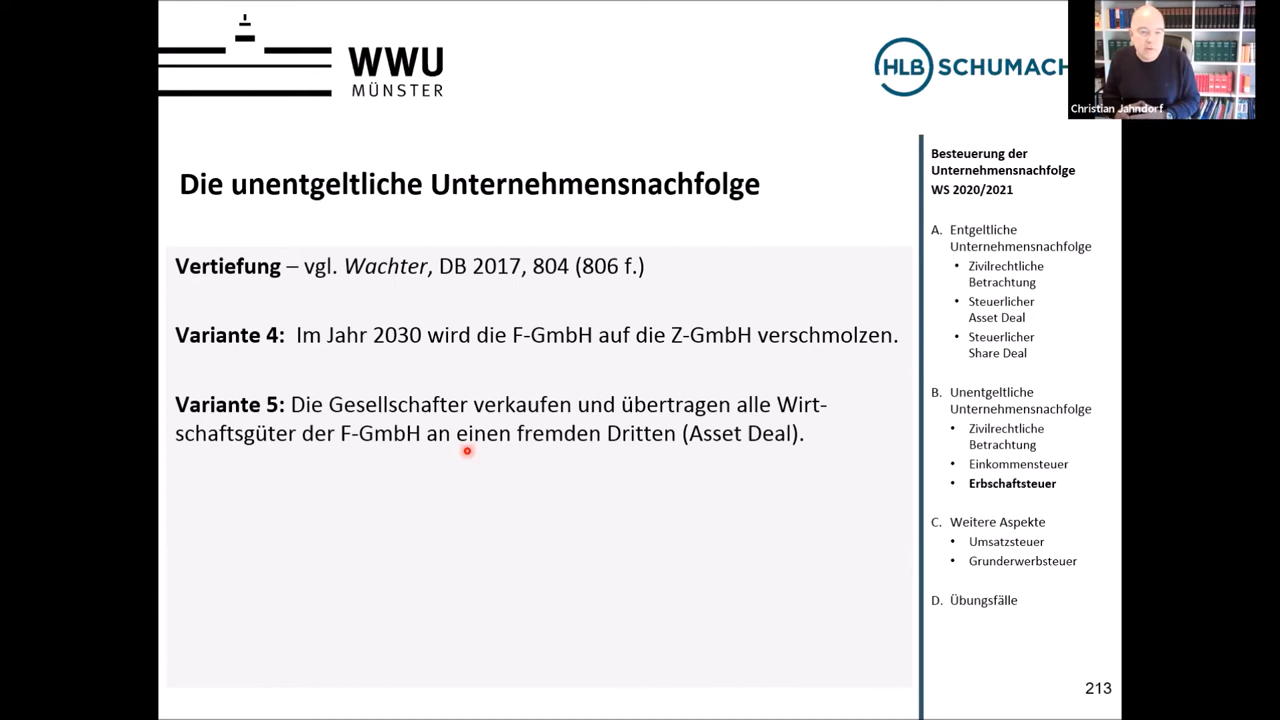 WWU
MÜNSTER
HLB SCHUMACH
Christian Jahndorf
Die unentgeltliche Unternehmensnachfolge
Vertiefung – vgl. Wachter, DB 2017, 804 (806 f.)
Variante 4: Im Jahr 2030 wird die F-GmbH auf die Z-GmbH verschmolzen.
Variante 5: Die Gesellschafter verkaufen und übertragen alle Wirt-
schaftsgüter der F-GmbH an einen fremden Dritten (Asset Deal).
Besteuerung der
Unternehmensnachfolge
WS 2020/2021
A. Entgeltliche
Unternehmensnachfolge
• Zivilrechtliche
Betrachtung
• Steuerlicher
Asset Deal
• Steuerlicher
Share Deal
B. Unentgeltliche
Unternehmensnachfolge
• Zivilrechtliche
Betrachtung
• Einkommensteuer
• Erbschaftsteuer
C. Weitere Aspekte
• Umsatzsteuer
• Grunderwerbsteuer
D. Übungsfälle
213